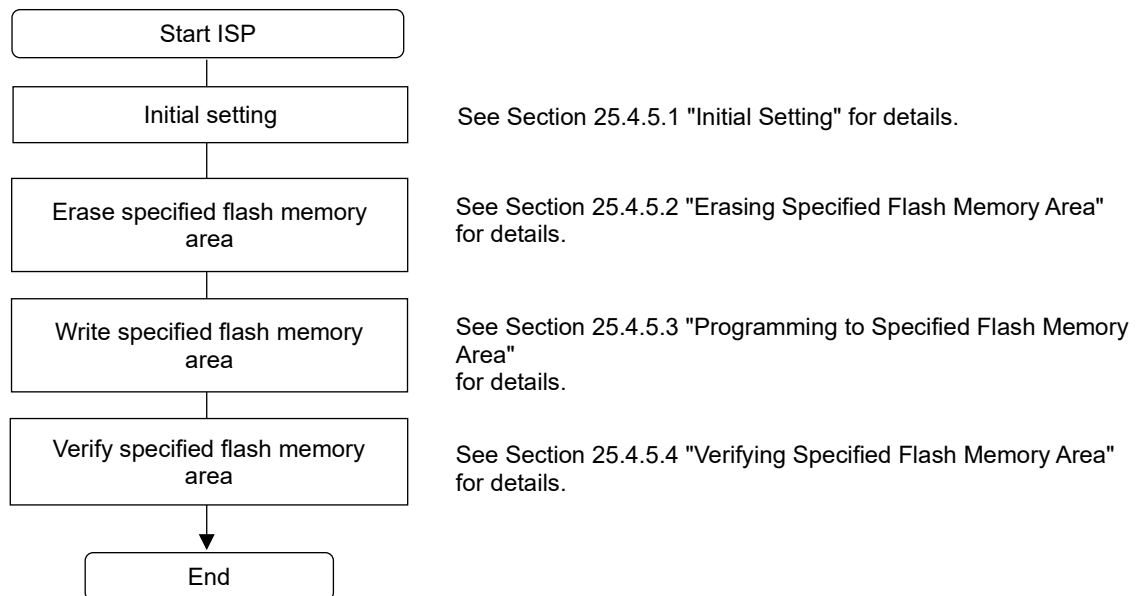 Start ISP
Initial setting
See Section 25.4.5.1 "Initial Setting" for details.
Erase specified flash memory
area
See Section 25.4.5.2 "Erasing Specified Flash Memory Area"
for details.
Write specified flash memory
area
See Section 25.4.5.3 "Programming to Specified Flash Memory
Area"
for details.
Verify specified flash memory
area
See Section 25.4.5.4 "Verifying Specified Flash Memory Area"
for details.
End